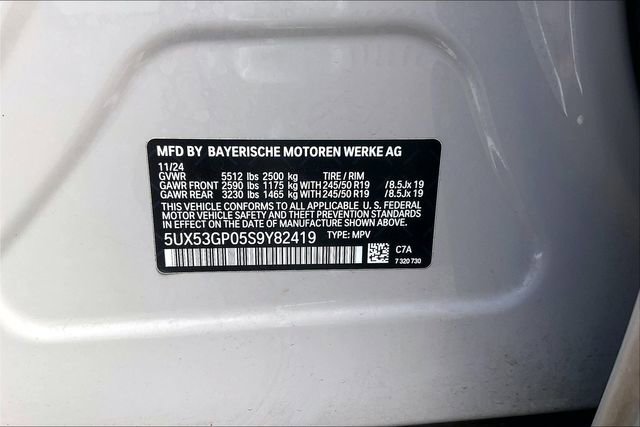 MFD BY BAYERISCHE MOTOREN WERKE AG
11/24
GVWR 5512 lbs 2500 kg TIRE / RIM
GAWR FRONT 2590 lbs 1175 kg WITH 245/50 R19 /8.5Jx 19
GAWR REAR 3230 lbs 1465 kg WITH 245/50 R19 /8.5Jx 19
THIS VEHICLE CONFORMS TO ALL APPLICABLE U. S. FEDERAL
MOTOR VEHICLE SAFETY AND THEFT PREVENTION STANDARDS
IN EFFECT ON THE DATE OF MANUFACTURE SHOWN ABOVE.
5UX53GP05S9Y82419 TYPE: MPV
C7A
7 320 730